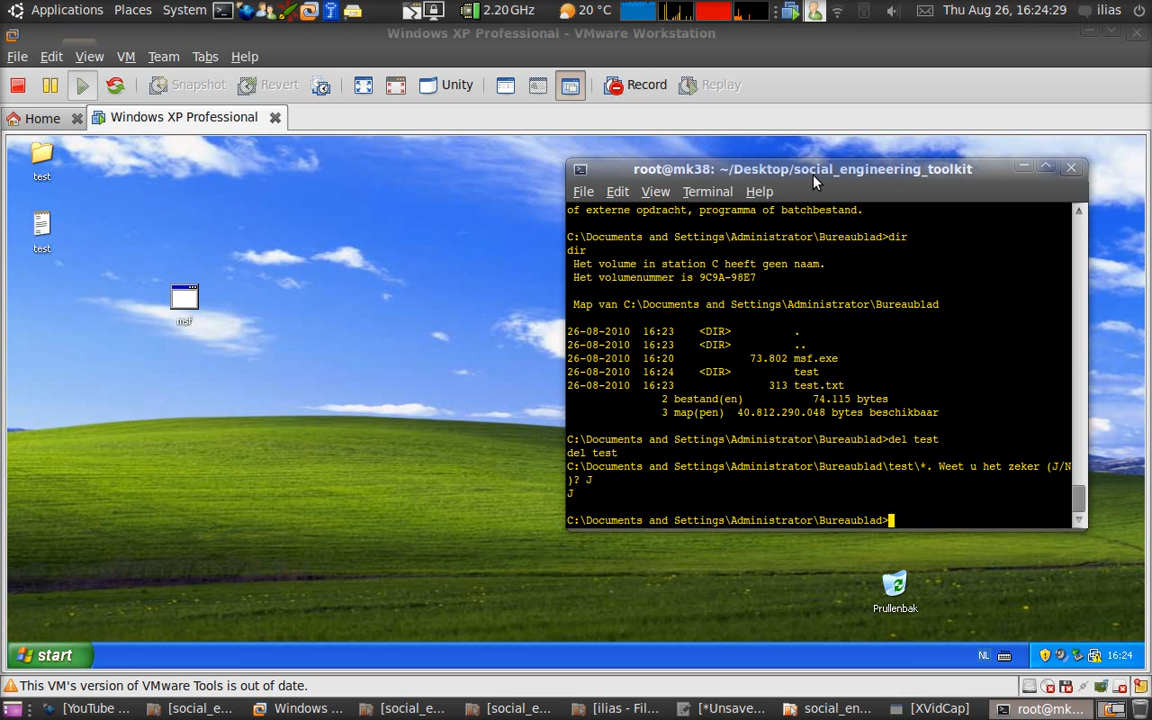 Applications Places System 2.20 GHz 20 °C Thu Aug 26, 16:24:29 ilias
Windows XP Professional - VMware Workstation
File Edit View VM Team Tabs Help
Snapshot Revert Unity Record Replay
Home Windows XP Professional
test
test
msf
root@mk38: ~/Desktop/social_engineering_toolkit
File Edit View Terminal Help
of externe opdracht, programma of batchbestand.
C:\Documents and Settings\Administrator\Bureaublad>dir
dir
Het volume in station C heeft geen naam.
Het volumenummer is 9C9A-98E7
Map van C:\Documents and Settings\Administrator\Bureaublad
26-08-2010 16:23 <DIR> .
26-08-2010 16:23 <DIR> ..
26-08-2010 16:20 73.802 msf.exe
26-08-2010 16:24 <DIR> test
26-08-2010 16:23 313 test.txt
2 bestand(en) 74.115 bytes
3 map(pen) 40.812.290.048 bytes beschikbaar
C:\Documents and Settings\Administrator\Bureaublad>del test
del test
C:\Documents and Settings\Administrator\Bureaublad\test\*. Weet u het zeker (J/N
)? J
J
C:\Documents and Settings\Administrator\Bureaublad>
Prullenbak
start NL 16:24
This VM's version of VMware Tools is out of date.
[YouTube ... [social_e... Windows ... [social_e... [social_e... [ilias - Fil... [*Unsave... social_en... [XVidCap] root@mk...